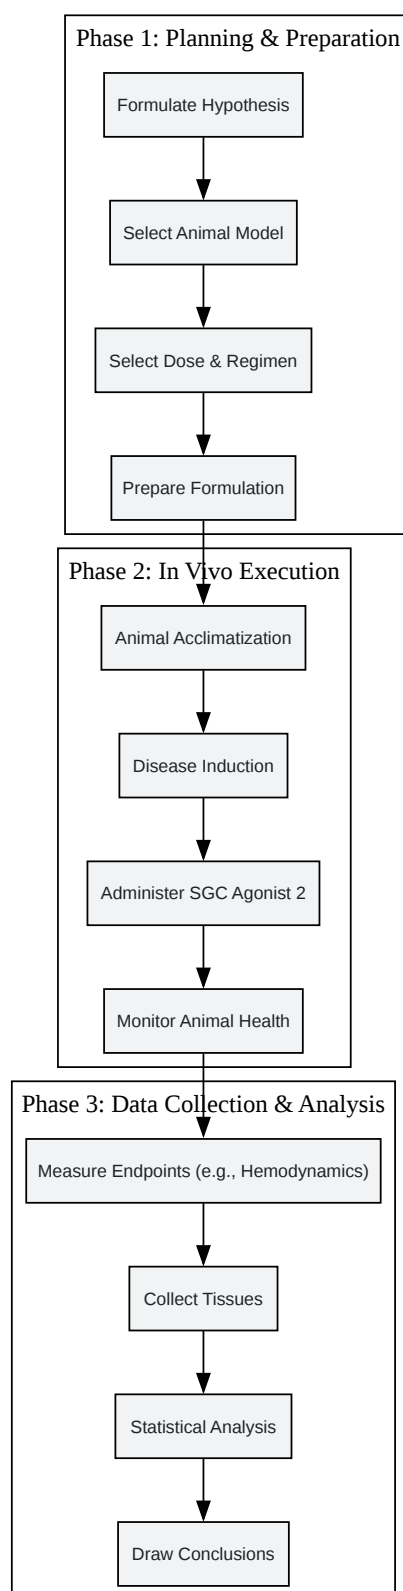 Phase 1: Planning & Preparation
Formulate Hypothesis
Select Animal Model
Select Dose & Regimen
Prepare Formulation
Phase 2: In Vivo Execution
Animal Acclimatization
Disease Induction
Administer SGC Agonist 2
Monitor Animal Health
Phase 3: Data Collection & Analysis
Measure Endpoints (e.g., Hemodynamics)
Collect Tissues
Statistical Analysis
Draw Conclusions